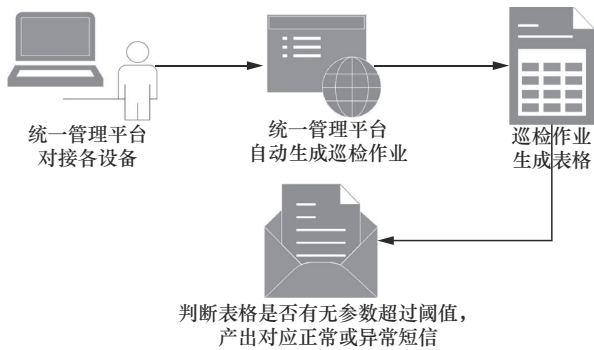 统一管理平台
对接各设备
统一管理平台
自动生成巡检作业
巡检作业
生成表格
判断表格是否有无参数超过阈值，
产出对应正常或异常短信